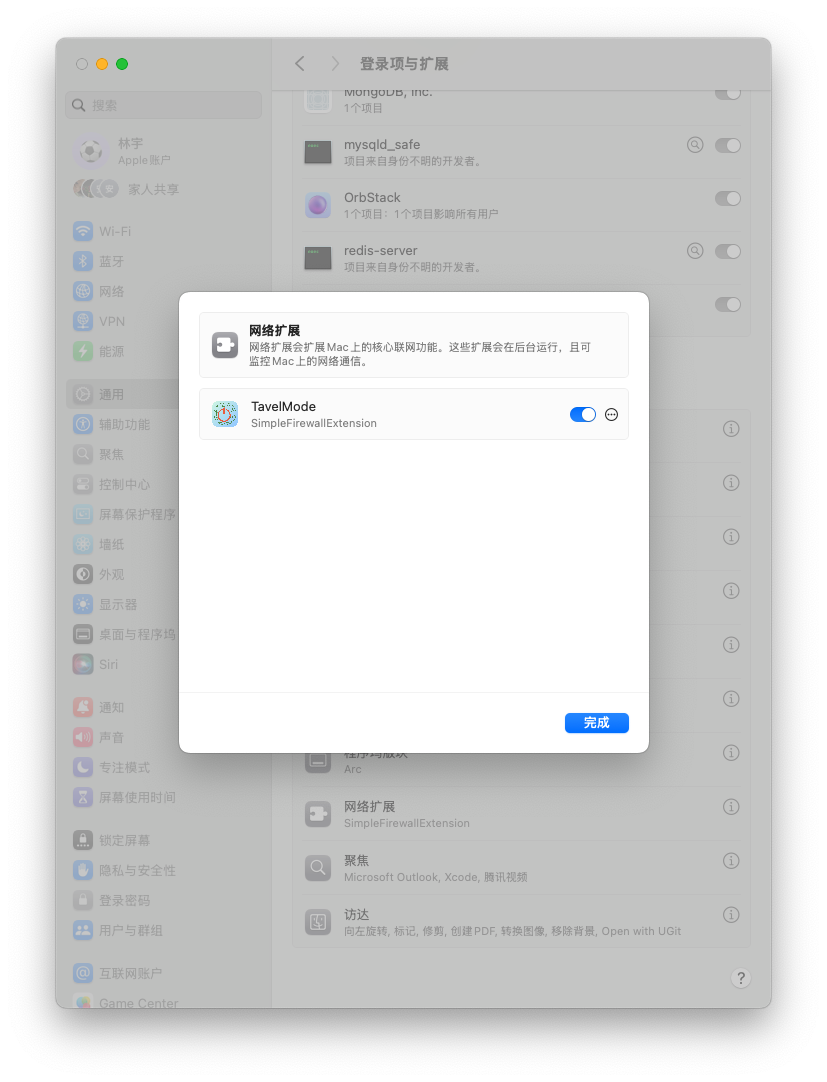 登录项与扩展
搜索
林宇
Apple账户
家人共享
Wi-Fi
蓝牙
网络
VPN
能源
通用
辅助功能
聚焦
控制中心
屏幕保护程序
墙纸
外观
显示器
桌面与程序坞
Siri
通知
声音
专注模式
屏幕使用时间
锁定屏幕
隐私与安全性
登录密码
用户与群组
互联网账户
Game Center
MongoDB, Inc.
1个项目
mysqld_safe
项目来自身份不明的开发者。
OrbStack
1个项目：1个项目影响所有用户
redis-server
项目来自身份不明的开发者。
网络扩展
网络扩展会扩展 Mac 上的核心联网功能。这些扩展会在后台运行，且可
监控 Mac 上的网络通信。
TavelMode
SimpleFirewallExtension
完成
程序坞磁块
Arc
网络扩展
SimpleFirewallExtension
聚焦
Microsoft Outlook, Xcode, 腾讯视频
访达
向左旋转, 标记, 修剪, 创建 PDF, 转换图像, 移除背景, Open with UGit
?